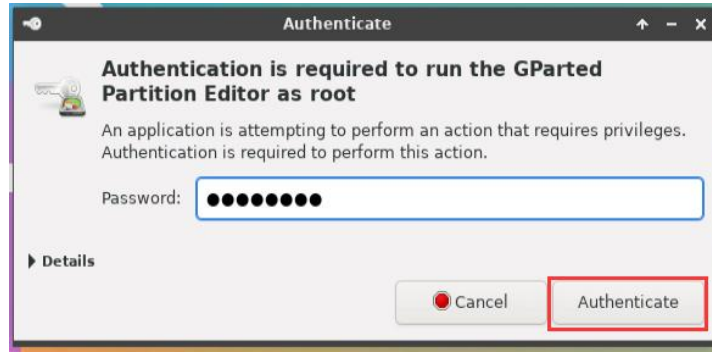 Authenticate
Authentication is required to run the GParted
Partition Editor as root
An application is attempting to perform an action that requires privileges.
Authentication is required to perform this action.
Password: ●●●●●●●●
Details
Cancel Authenticate